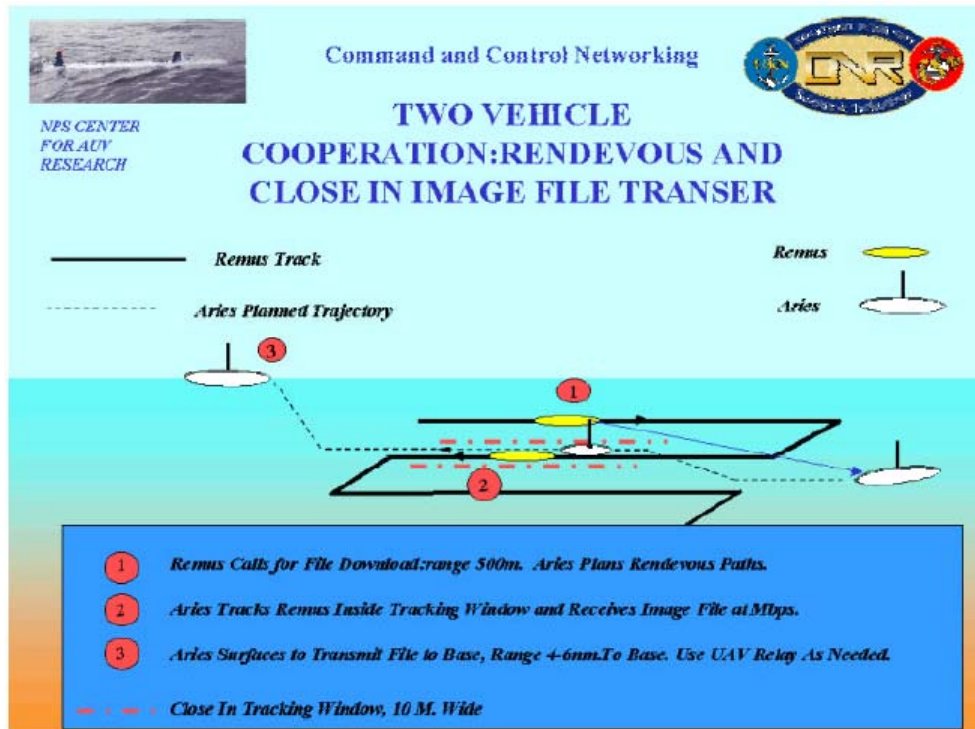 Command and Control Networking
NPS CENTER
FOR AUV
RESEARCH
TWO VEHICLE
COOPERATION:RENDEVOUS AND
CLOSE IN IMAGE FILE TRANSER
ONR
Remus Track
Remus
Aries Planned Trajectory
Aries
3
1
2
1 Remus Calls for File Download:range 500m. Aries Plans Rendevous Paths.
2 Aries Tracks Remus Inside Tracking Window and Receives Image File at Mbps.
3 Aries Surfaces to Transmit File to Base, Range 4-6nm.To Base. Use UAV Relay As Needed.
Close In Tracking Window, 10 M. Wide